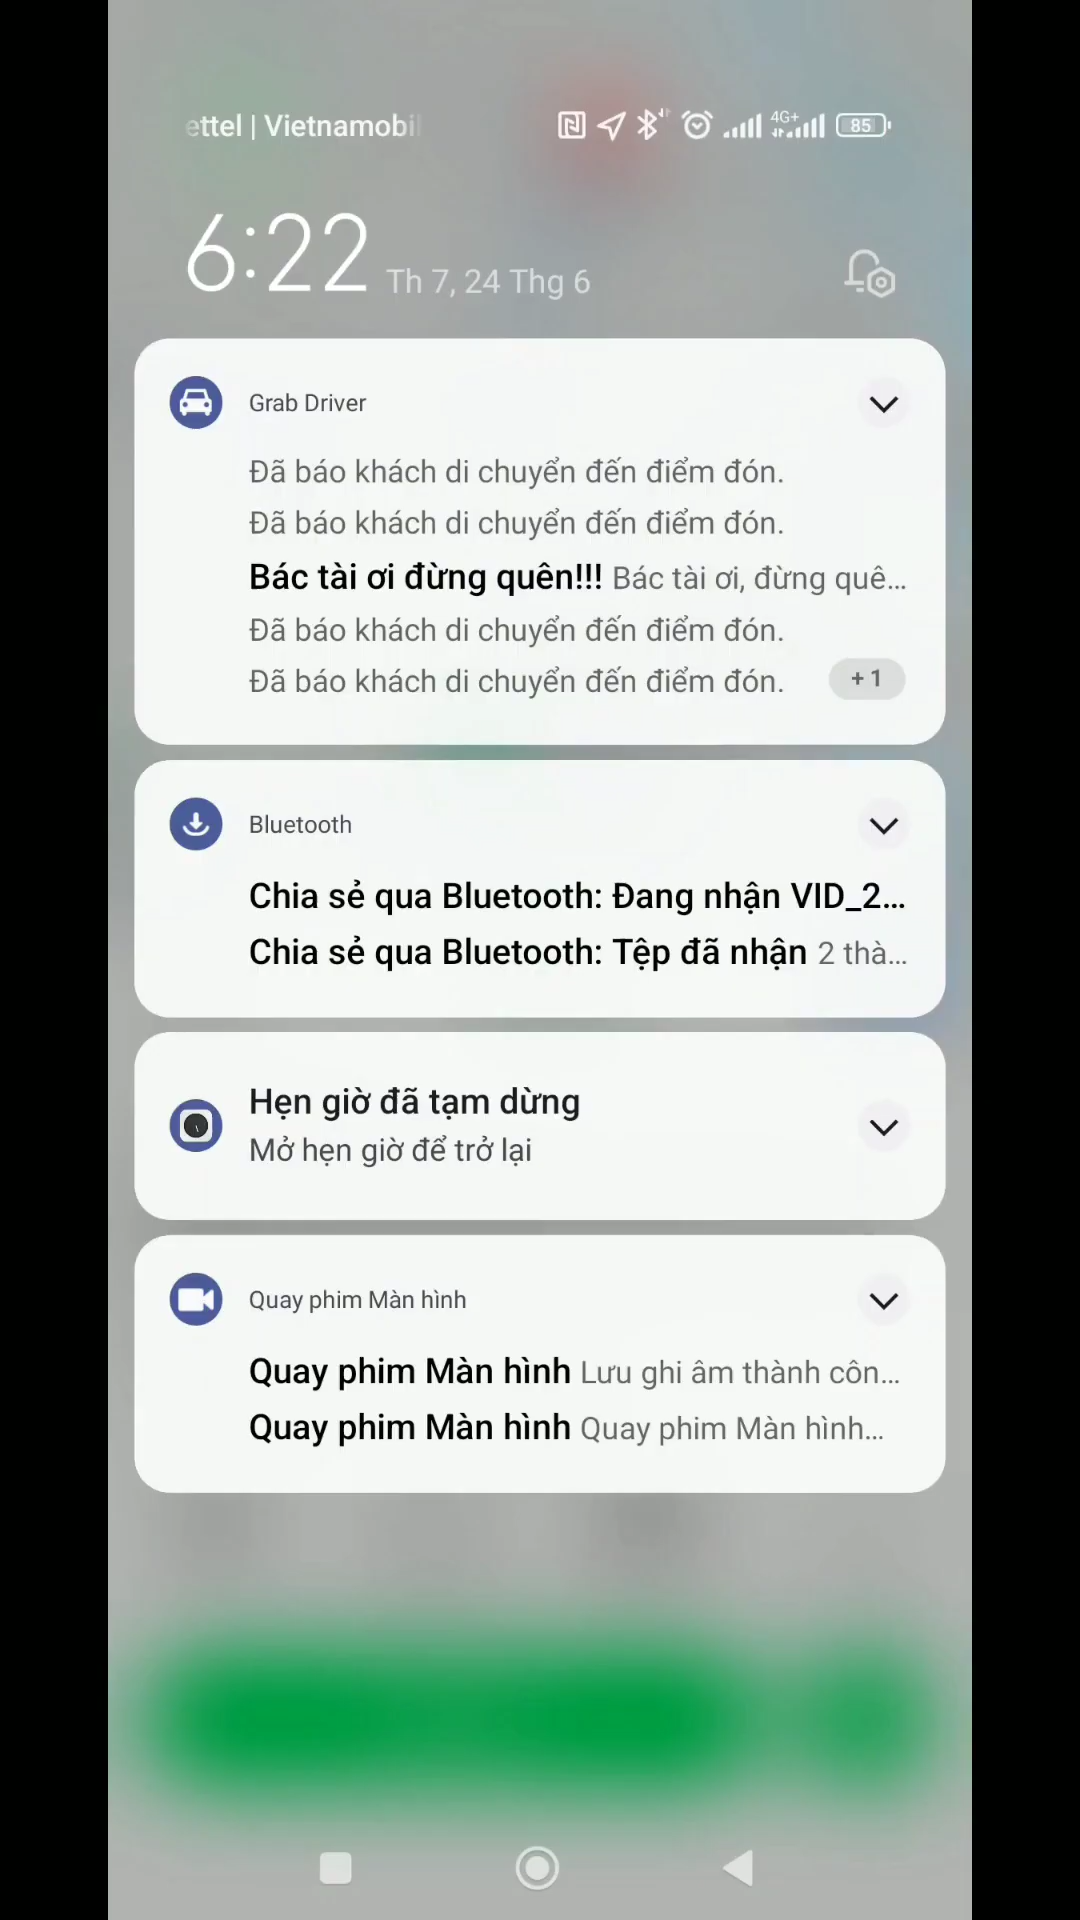 ettel | Vietnamobil
4G+
85
6:22
Th 7, 24 Thg 6
Grab Driver
Đã báo khách di chuyển đến điểm đón.
Đã báo khách di chuyển đến điểm đón.
Bác tài ơi đừng quên!!! Bác tài ơi, đừng quê...
Đã báo khách di chuyển đến điểm đón.
Đã báo khách di chuyển đến điểm đón.
+ 1
Bluetooth
Chia sẻ qua Bluetooth: Đang nhận VID_2...
Chia sẻ qua Bluetooth: Tệp đã nhận 2 thà...
Hẹn giờ đã tạm dừng
Mở hẹn giờ để trở lại
Quay phim Màn hình
Quay phim Màn hình Lưu ghi âm thành côn...
Quay phim Màn hình Quay phim Màn hình...